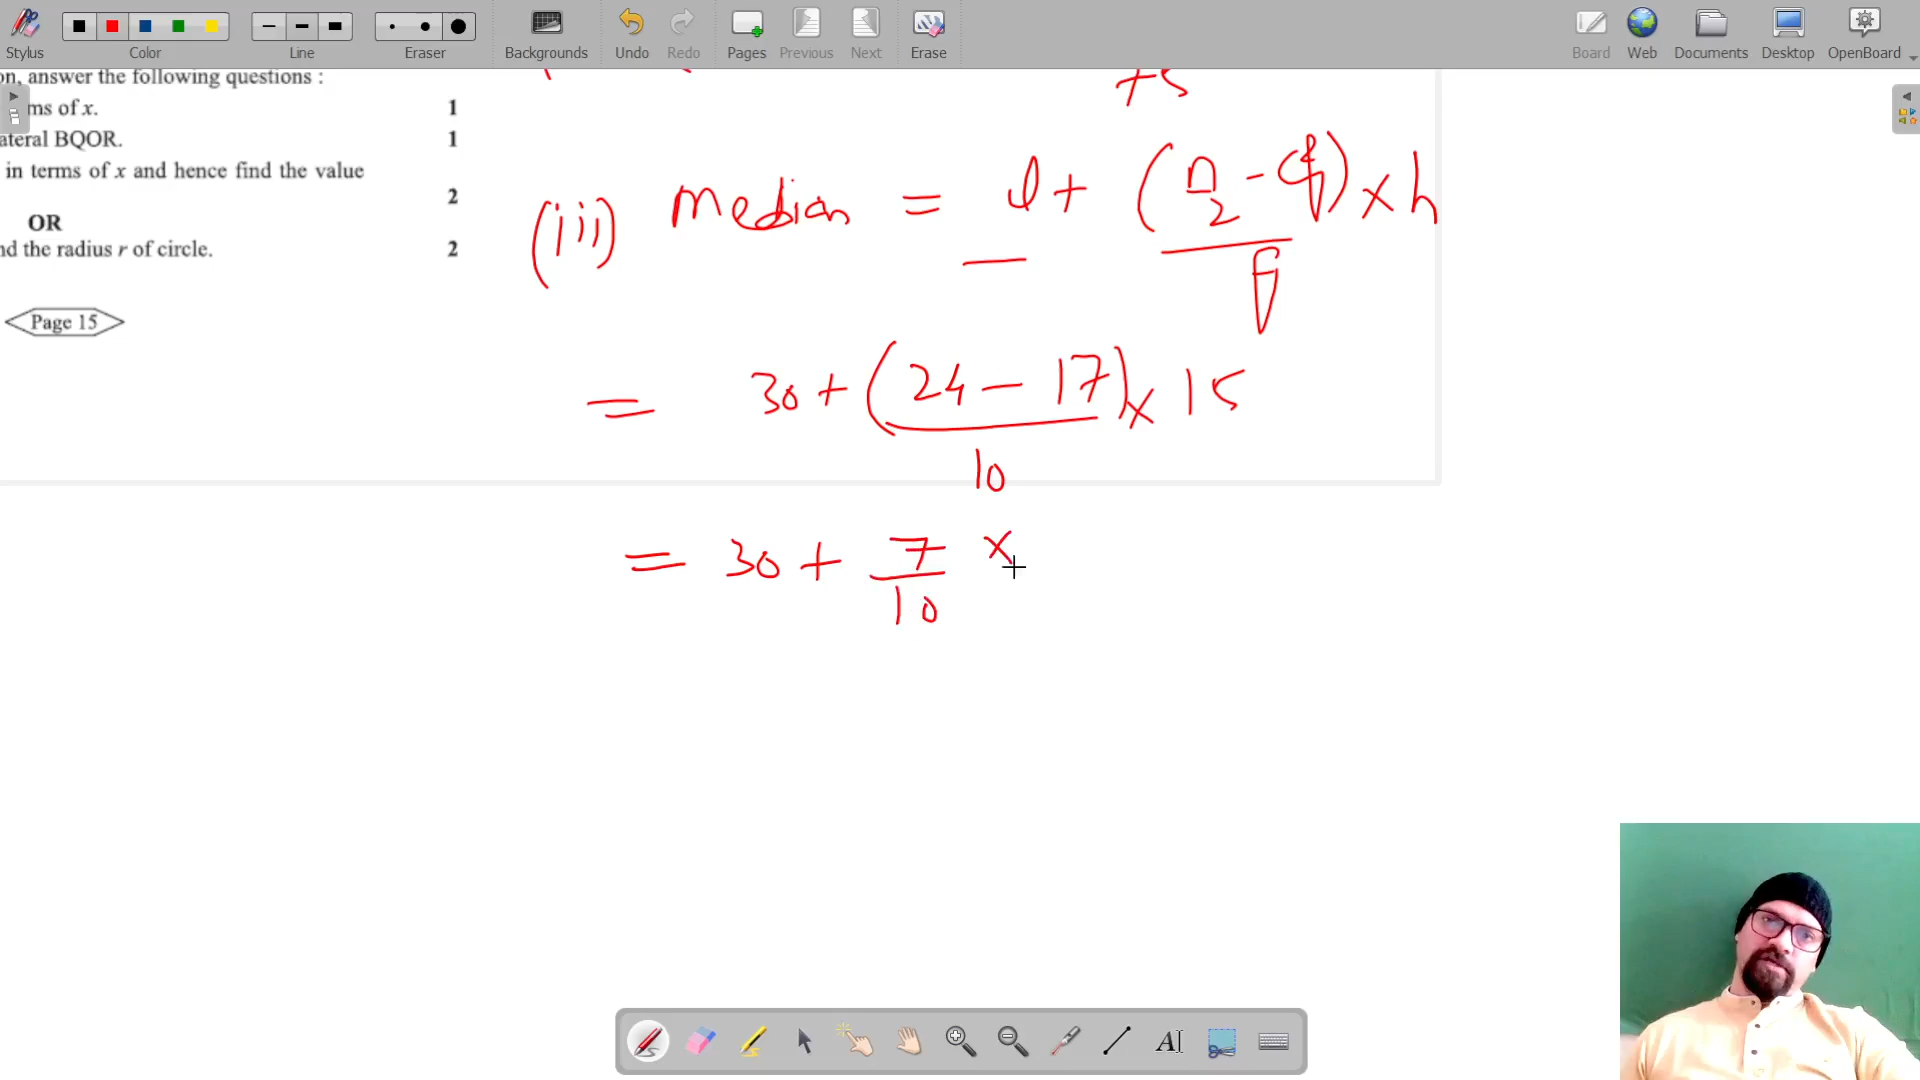 Stylus Color Line Eraser Backgrounds Undo Redo Pages Previous Next Erase Board Web Documents Desktop OpenBoard
on, answer the following questions :
ms of x. 1
ateral BQOR. 1
in terms of x and hence find the value
2
OR
nd the radius r of circle. 2
Page 15
+5
(iii) Median = l + (n/2 - cf)/f × h
= 30 + (24 - 17)/10 × 15
= 30 + 7/10 ×